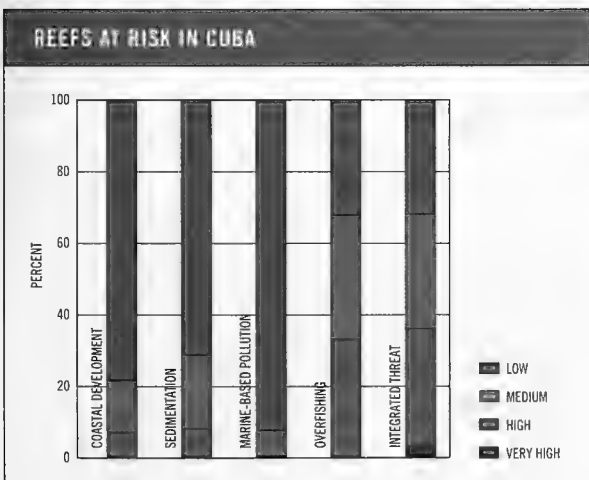 REEFS AT RISK IN CUBA
100
80
60
40
20
0
PERCENT
COASTAL DEVELOPMENT
SEDIMENTATION
MARINE-BASED POLLUTION
OVERFISHING
INTEGRATED THREAT
LOW
MEDIUM
HIGH
VERY HIGH